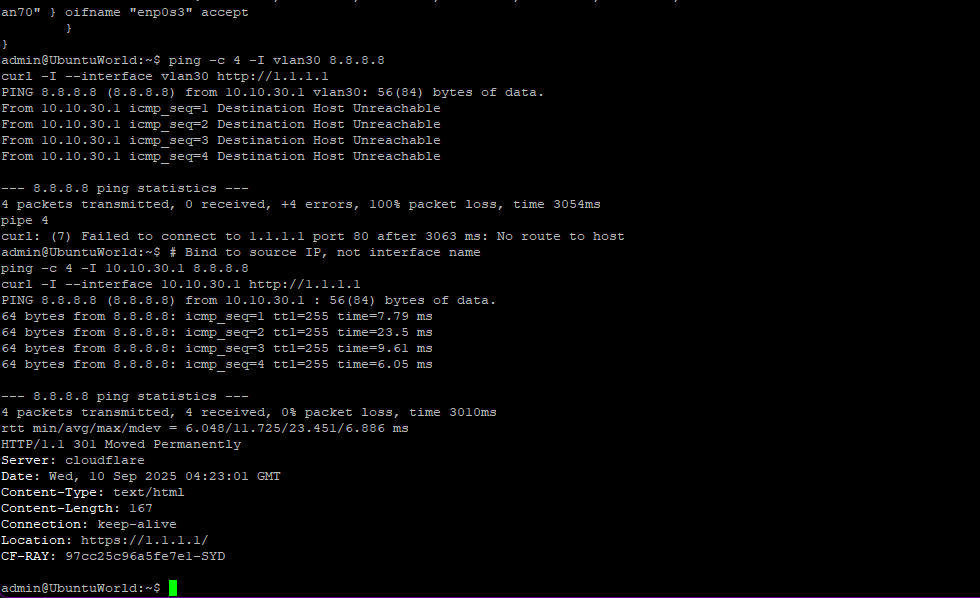 an70" } oifname "enp0s3" accept
        }
}
admin@UbuntuWorld:~$ ping -c 4 -I vlan30 8.8.8.8
curl -I --interface vlan30 http://1.1.1.1
PING 8.8.8.8 (8.8.8.8) from 10.10.30.1 vlan30: 56(84) bytes of data.
From 10.10.30.1 icmp_seq=1 Destination Host Unreachable
From 10.10.30.1 icmp_seq=2 Destination Host Unreachable
From 10.10.30.1 icmp_seq=3 Destination Host Unreachable
From 10.10.30.1 icmp_seq=4 Destination Host Unreachable

--- 8.8.8.8 ping statistics ---
4 packets transmitted, 0 received, +4 errors, 100% packet loss, time 3054ms
pipe 4
curl: (7) Failed to connect to 1.1.1.1 port 80 after 3063 ms: No route to host
admin@UbuntuWorld:~$ # Bind to source IP, not interface name
ping -c 4 -I 10.10.30.1 8.8.8.8
curl -I --interface 10.10.30.1 http://1.1.1.1
PING 8.8.8.8 (8.8.8.8) from 10.10.30.1 : 56(84) bytes of data.
64 bytes from 8.8.8.8: icmp_seq=1 ttl=255 time=7.79 ms
64 bytes from 8.8.8.8: icmp_seq=2 ttl=255 time=23.5 ms
64 bytes from 8.8.8.8: icmp_seq=3 ttl=255 time=9.61 ms
64 bytes from 8.8.8.8: icmp_seq=4 ttl=255 time=6.05 ms

--- 8.8.8.8 ping statistics ---
4 packets transmitted, 4 received, 0% packet loss, time 3010ms
rtt min/avg/max/mdev = 6.048/11.725/23.451/6.886 ms
HTTP/1.1 301 Moved Permanently
Server: cloudflare
Date: Wed, 10 Sep 2025 04:23:01 GMT
Content-Type: text/html
Content-Length: 167
Connection: keep-alive
Location: https://1.1.1.1/
CF-RAY: 97cc25c96a5fe7e1-SYD

admin@UbuntuWorld:~$